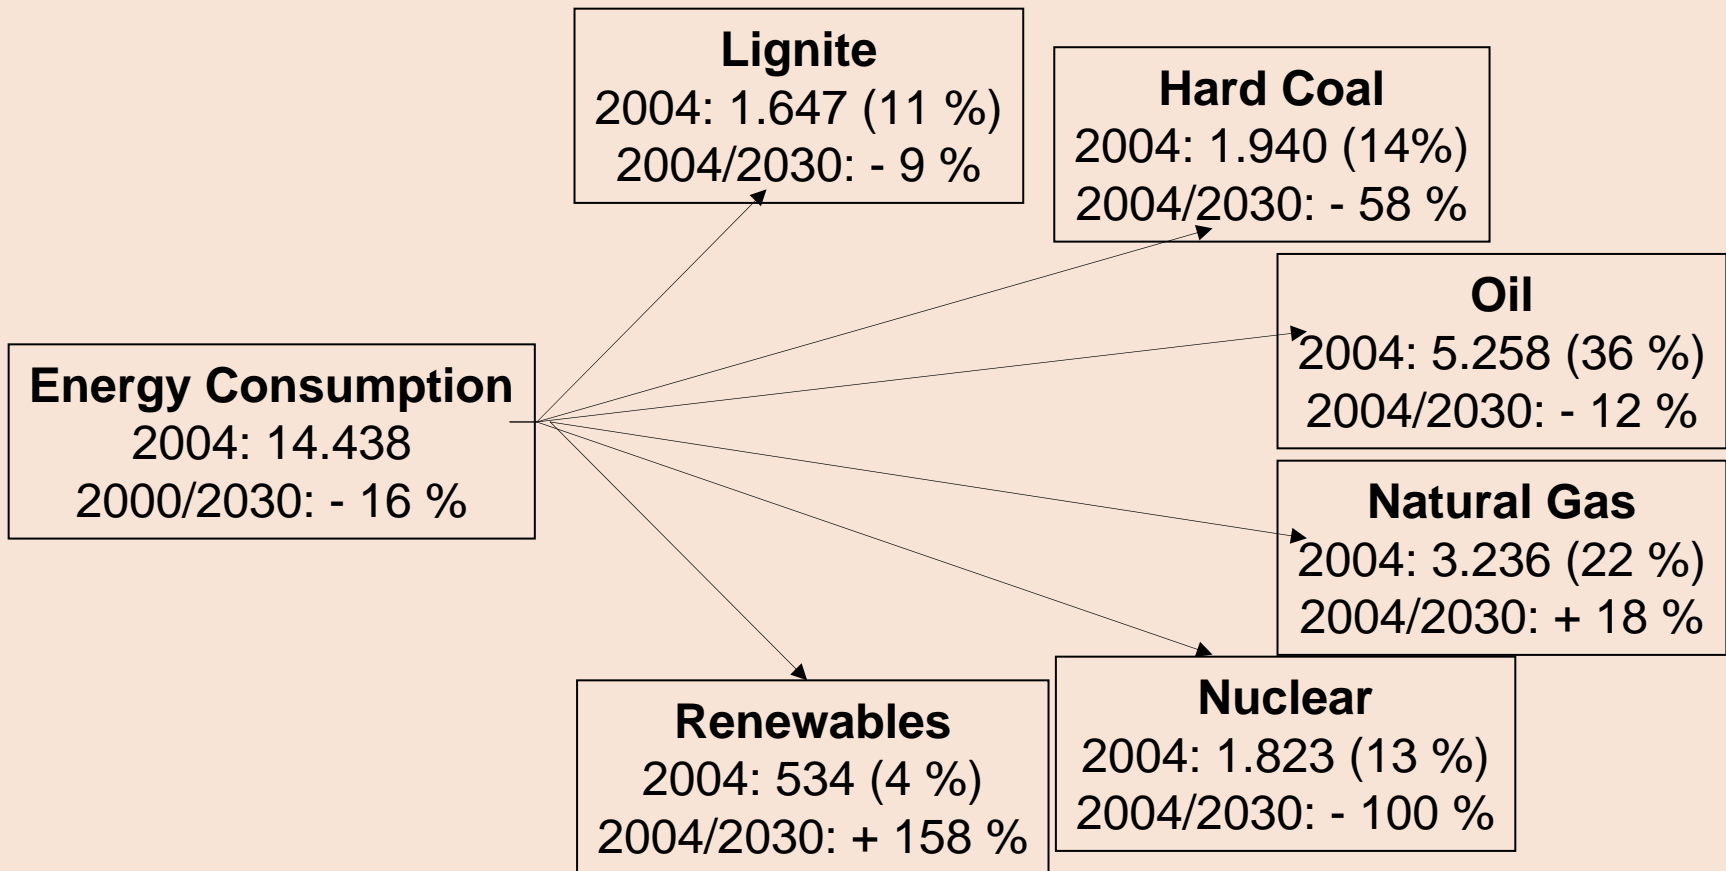 Lignite
2004: 1.647 (11 %)
2004/2030: - 9 %
Hard Coal
2004: 1.940 (14%)
2004/2030: - 58 %
Oil
2004: 5.258 (36 %)
2004/2030: - 12 %
Energy Consumption
2004: 14.438
2000/2030: - 16 %
Natural Gas
2004: 3.236 (22 %)
2004/2030: + 18 %
Nuclear
2004: 1.823 (13 %)
2004/2030: - 100 %
Renewables
2004: 534 (4 %)
2004/2030: + 158 %